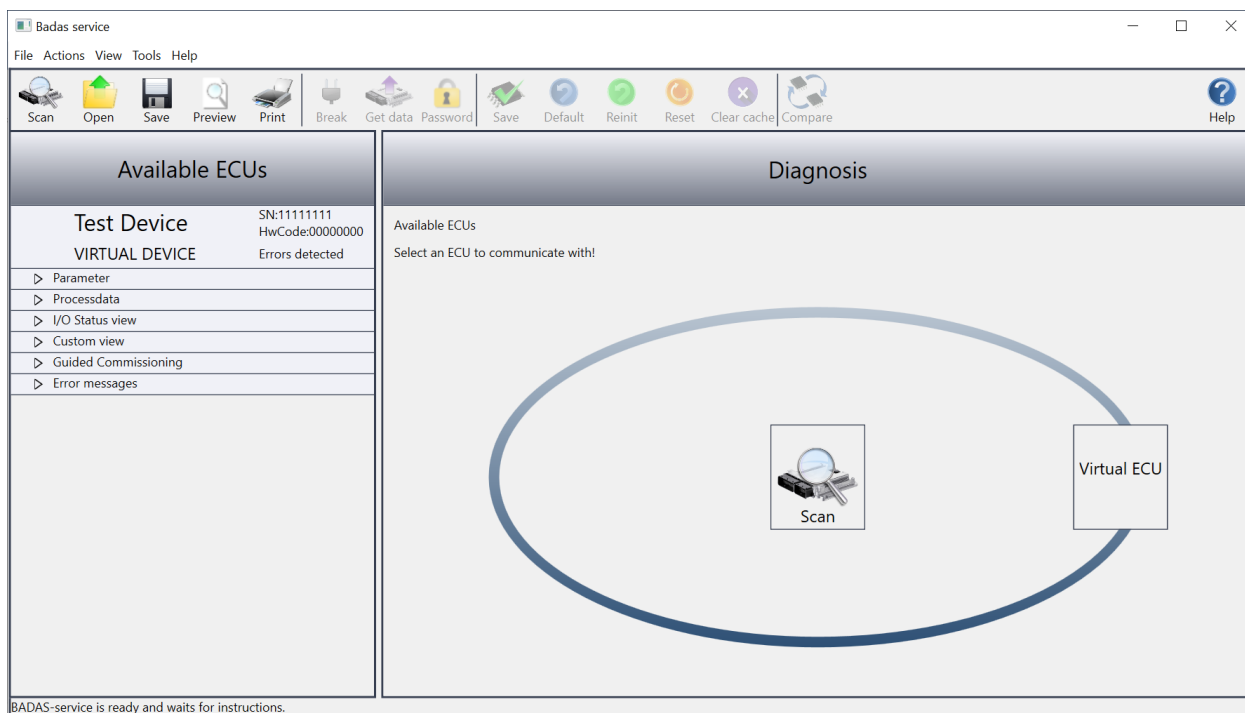 Badas service
File Actions View Tools Help
Scan Open Save Preview Print Break Get data Password Save Default Reinit Reset Clear cache Compare Help
Available ECUs
Diagnosis
Test Device
SN:11111111
HwCode:00000000
VIRTUAL DEVICE
Errors detected
Parameter
Processdata
I/O Status view
Custom view
Guided Commissioning
Error messages
Available ECUs
Select an ECU to communicate with!
Scan
Virtual ECU
BADAS-service is ready and waits for instructions.